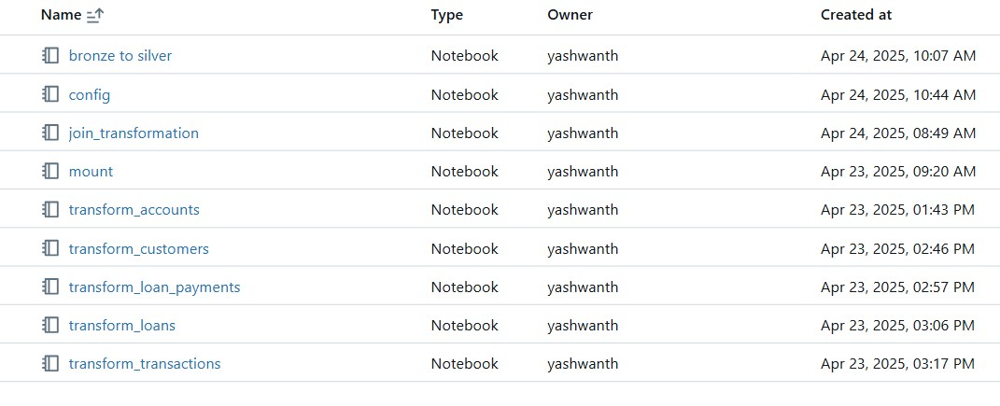 Name Type Owner Created at
bronze to silver Notebook yashwanth Apr 24, 2025, 10:07 AM
config Notebook yashwanth Apr 24, 2025, 10:44 AM
join_transformation Notebook yashwanth Apr 24, 2025, 08:49 AM
mount Notebook yashwanth Apr 23, 2025, 09:20 AM
transform_accounts Notebook yashwanth Apr 23, 2025, 01:43 PM
transform_customers Notebook yashwanth Apr 23, 2025, 02:46 PM
transform_loan_payments Notebook yashwanth Apr 23, 2025, 02:57 PM
transform_loans Notebook yashwanth Apr 23, 2025, 03:06 PM
transform_transactions Notebook yashwanth Apr 23, 2025, 03:17 PM